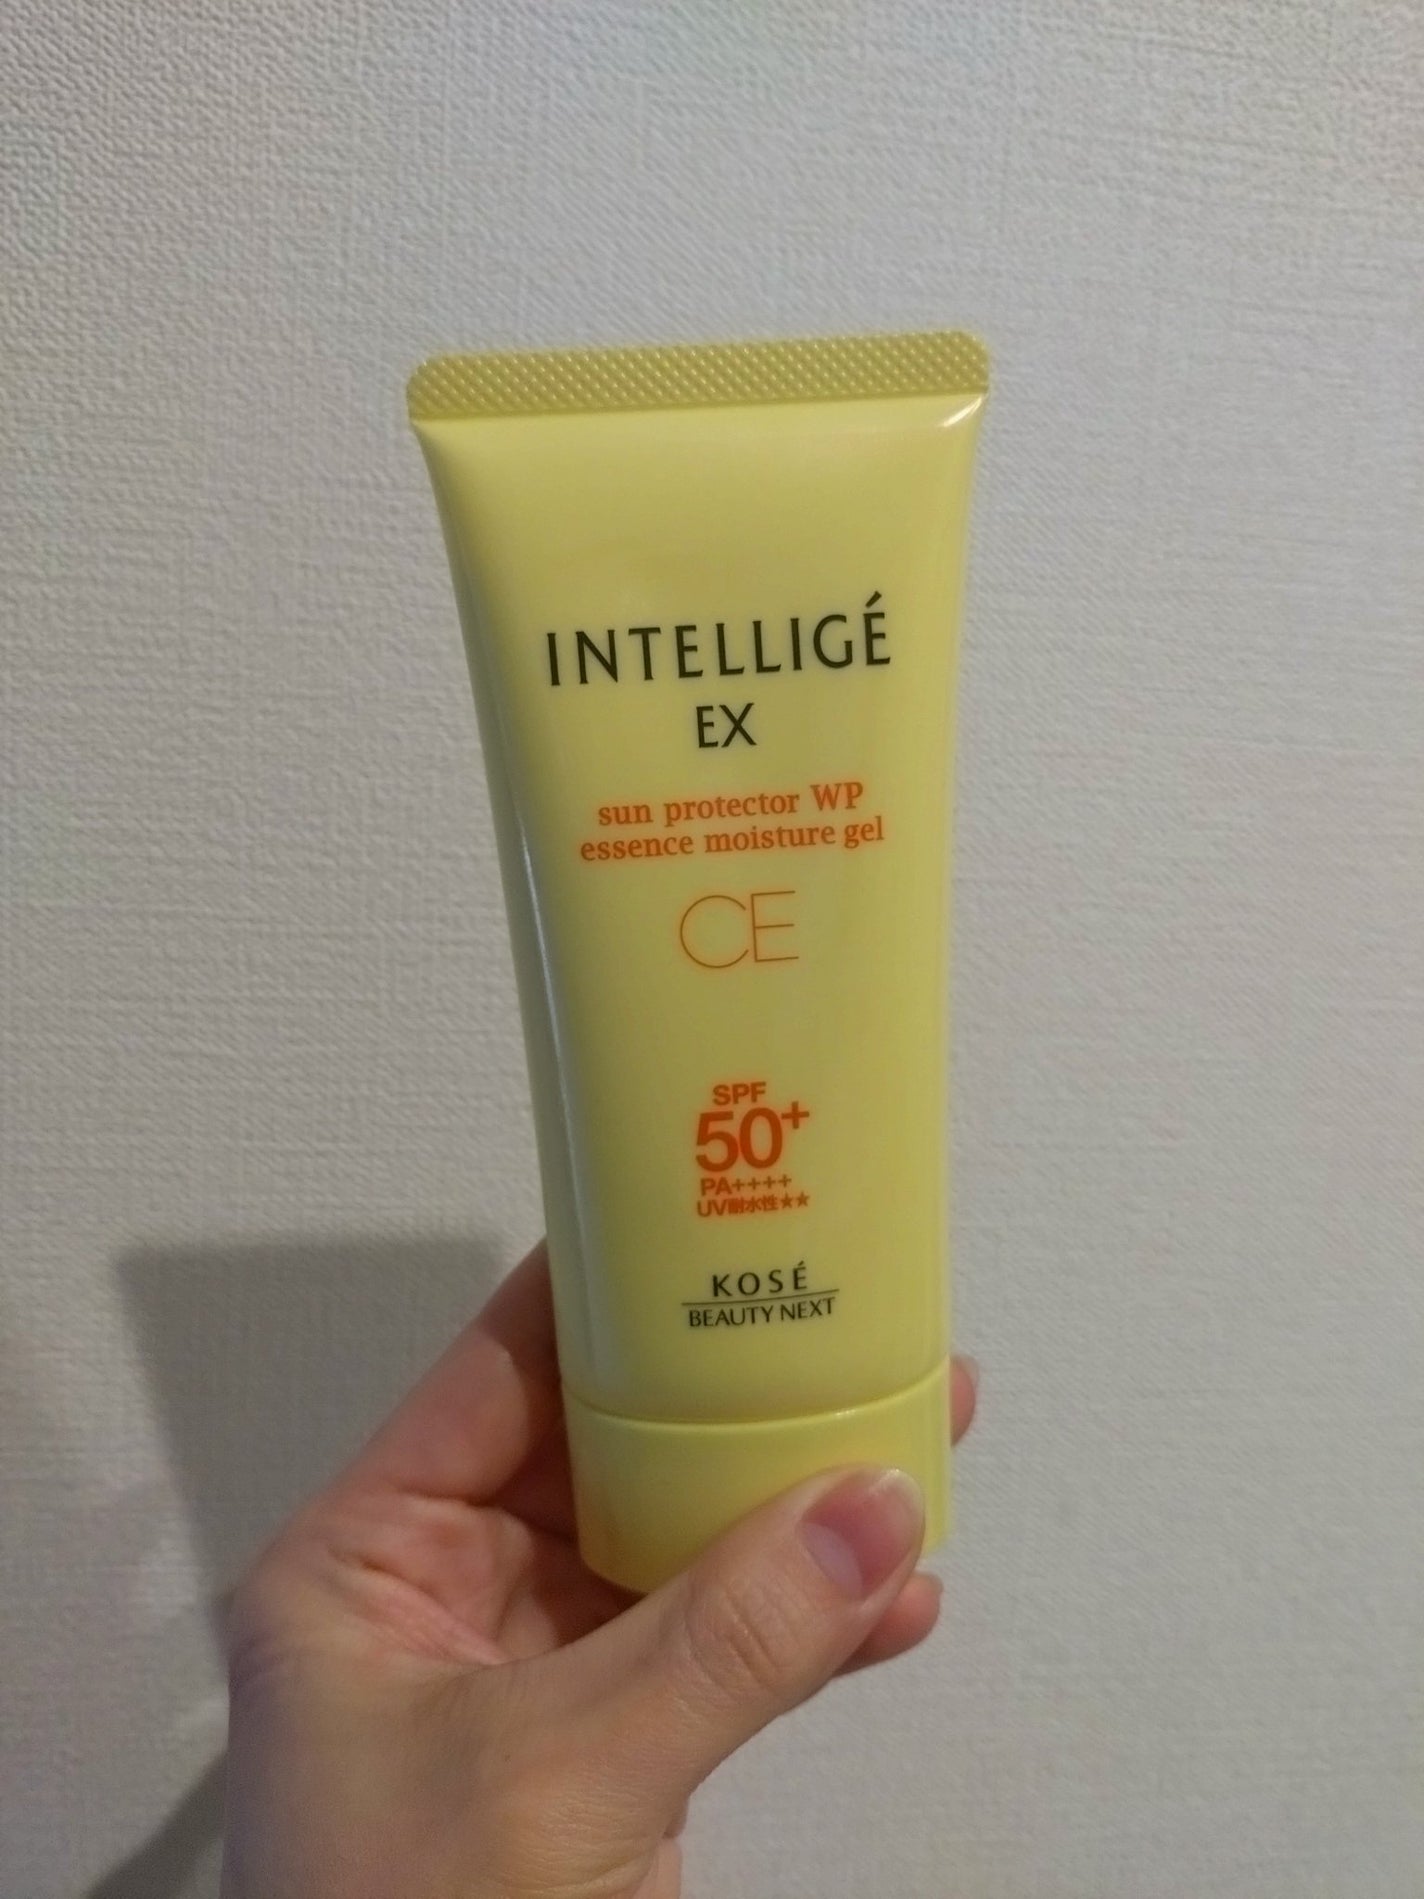 INTELLIGÉ
EX
sun protector WP
essence moisture gel
CE
SPF
50+
PA++++
UV耐水性★★
KOSÉ
BEAUTY NEXT